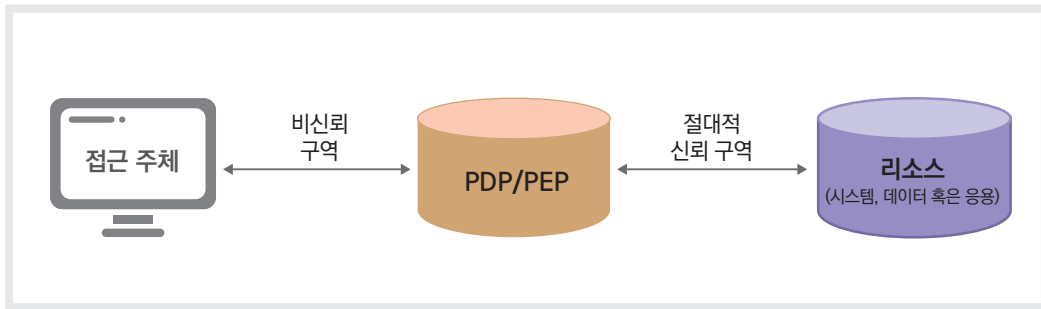 접근 주체
비신뢰
구역
PDP/PEP
절대적
신뢰 구역
리소스
(시스템, 데이터 혹은 응용)